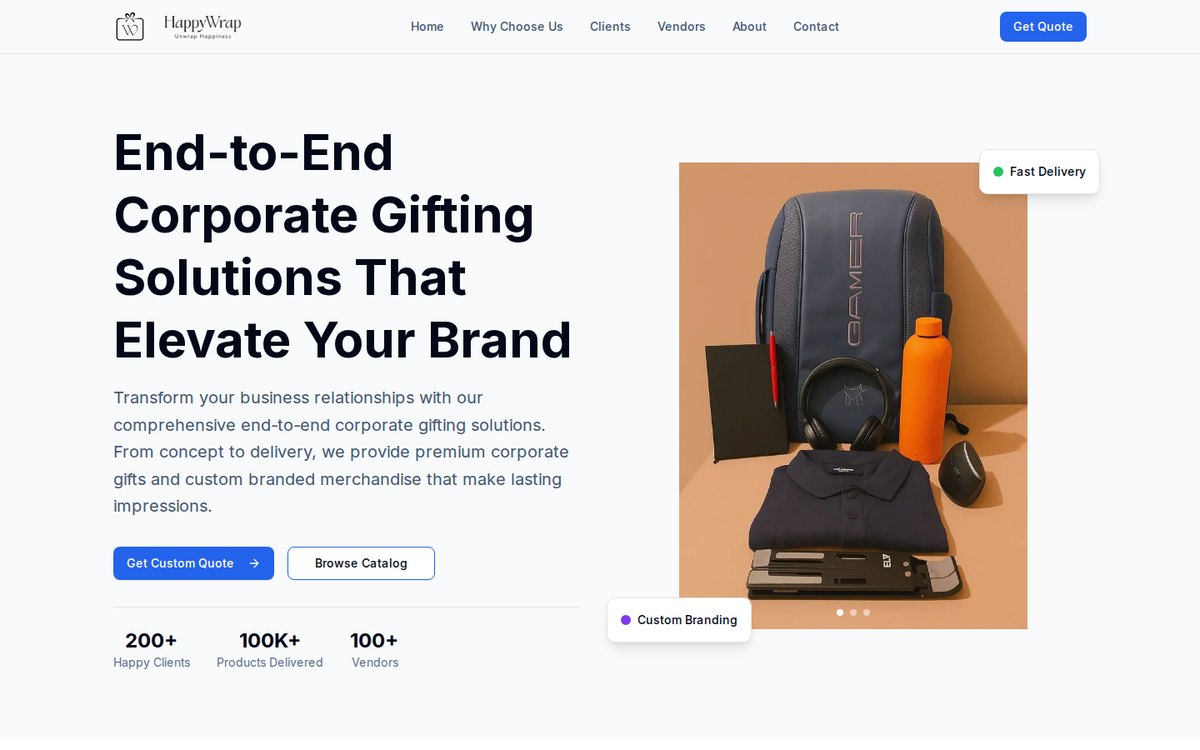 HappyWrap
Unwrap Happiness
Home
Why Choose Us
Clients
Vendors
About
Contact
Get Quote
End-to-End
Corporate Gifting
Solutions That
Elevate Your Brand
Transform your business relationships with our
comprehensive end-to-end corporate gifting solutions.
From concept to delivery, we provide premium corporate
gifts and custom branded merchandise that make lasting
impressions.
Get Custom Quote
Browse Catalog
200+
Happy Clients
100K+
Products Delivered
100+
Vendors
Fast Delivery
GAMER
Custom Branding